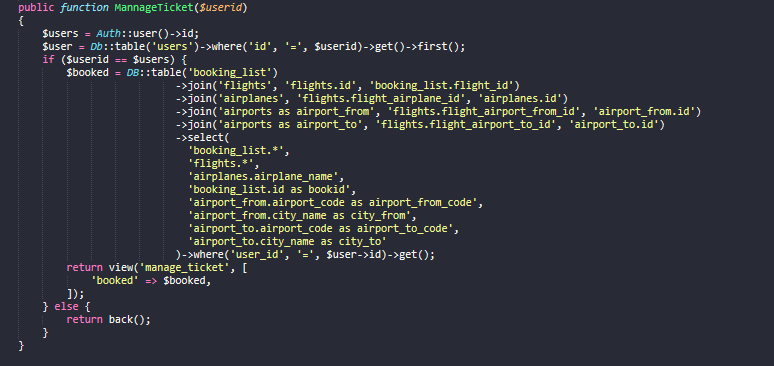 public function MannageTicket($userid)
{
$users = Auth::user()->id;
$user = Db::table('users')->where('id', '=', $userid)->get()->first();
if ($userid == $users) {
$booked = DB::table('booking_list')
->join('flights', 'flights.id', 'booking_list.flight_id')
->join('airplanes', 'flights.flight_airplane_id', 'airplanes.id')
->join('airports as airport_from', 'flights.flight_airport_from_id', 'airport_from.id')
->join('airports as airport_to', 'flights.flight_airport_to_id', 'airport_to.id')
->select(
'booking_list.*',
'flights.*',
'airplanes.airplane_name',
'booking_list.id as bookid',
'airport_from.airport_code as airport_from_code',
'airport_from.city_name as city_from',
'airport_to.airport_code as airport_to_code',
'airport_to.city_name as city_to'
)->where('user_id', '=', $user->id)->get();
return view('manage_ticket', [
'booked' => $booked,
]);
} else {
return back();
}
}